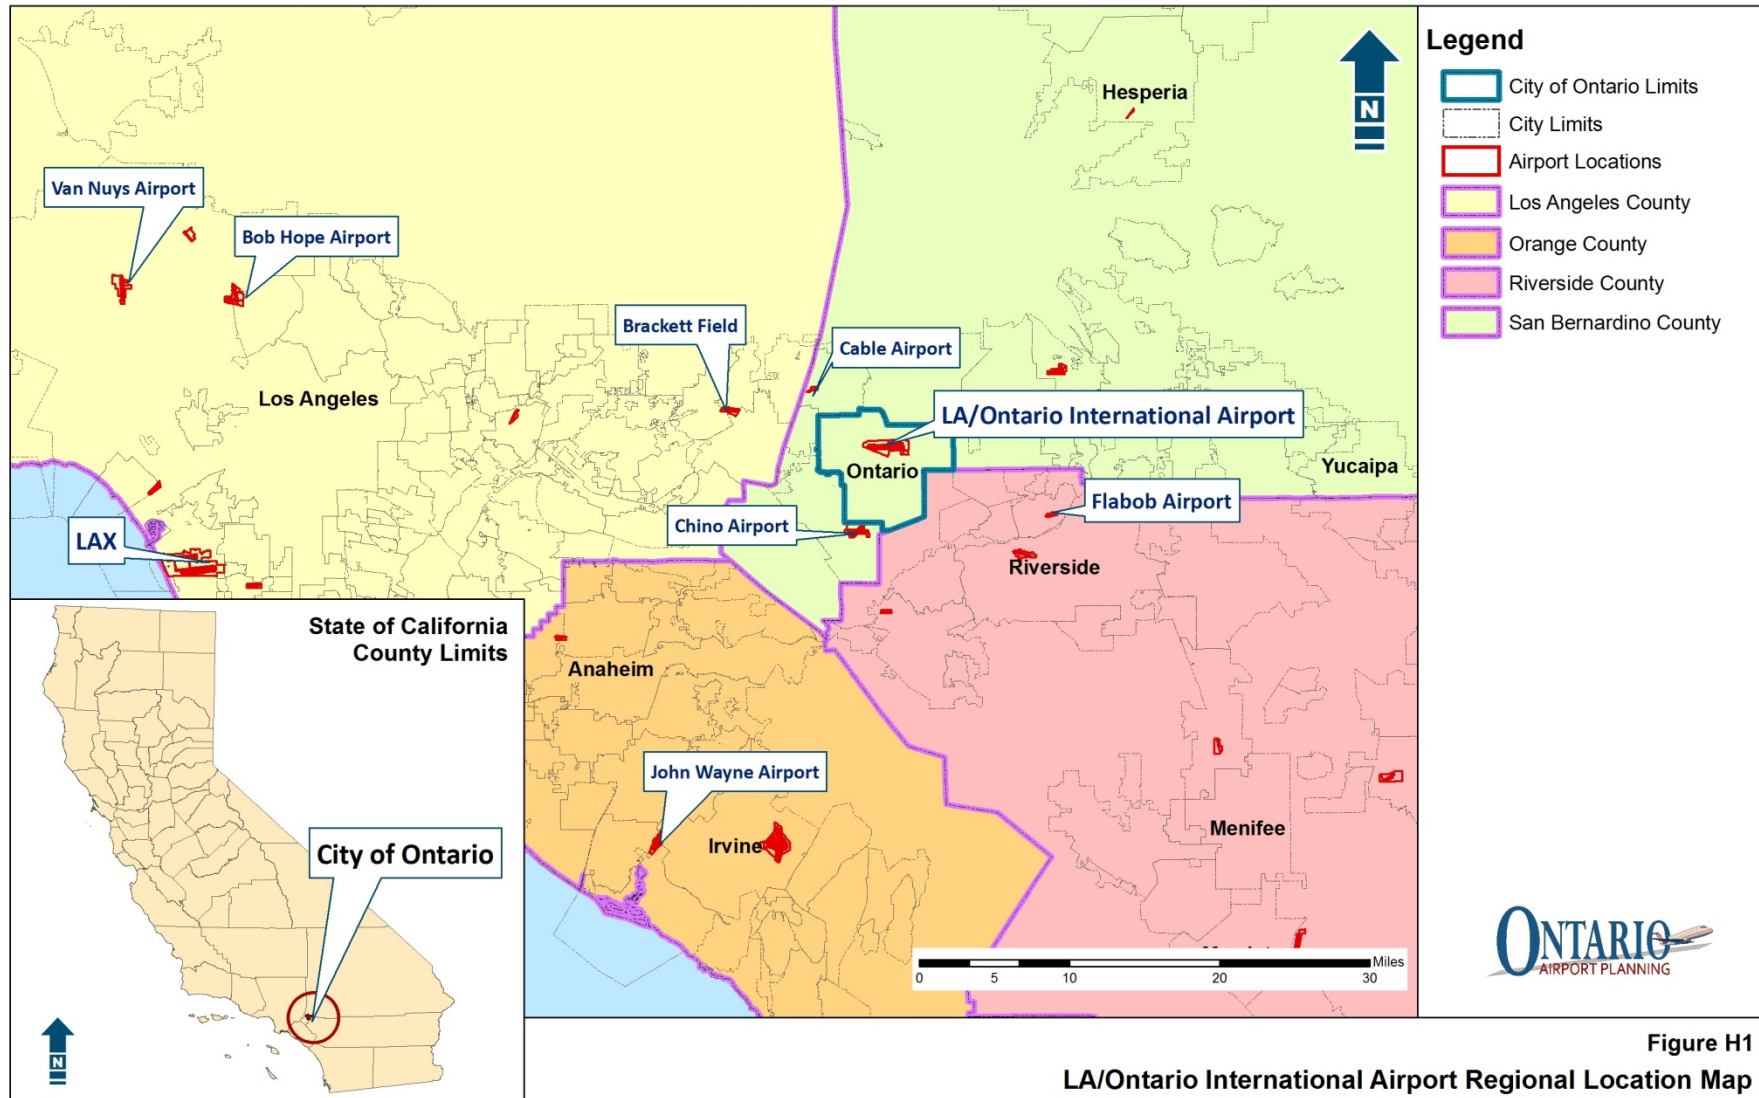 Hesperia
N
Van Nuys Airport
Bob Hope Airport
Brackett Field
Cable Airport
Los Angeles
LA/Ontario International Airport
Ontario
Yucaipa
Chino Airport
Flabob Airport
LAX
Riverside
Anaheim
John Wayne Airport
Irvine
Menifee
Miles
0 5 10 20 30
State of California
County Limits
City of Ontario
N
Legend
City of Ontario Limits
City Limits
Airport Locations
Los Angeles County
Orange County
Riverside County
San Bernardino County
ONTARIO
AIRPORT PLANNING
Figure H1
LA/Ontario International Airport Regional Location Map